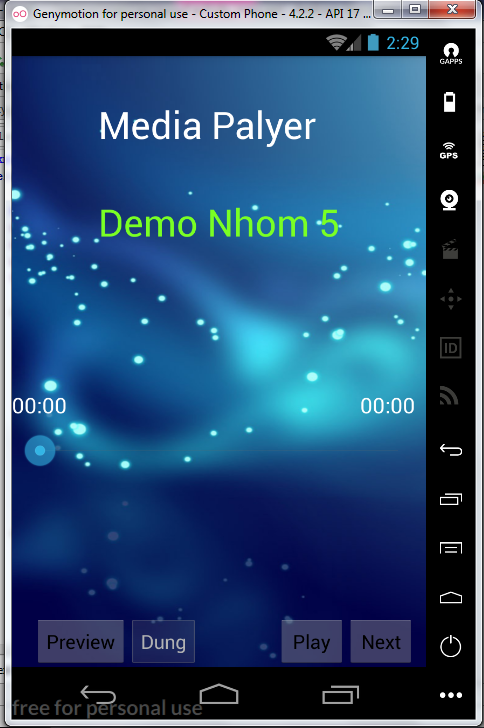 Genymotion for personal use - Custom Phone - 4.2.2 - API 17 ...
2:29
GAPPS
Media Palyer
GPS
Demo Nhom 5
ID
00:00 00:00
Preview Dung Play Next
free for personal use